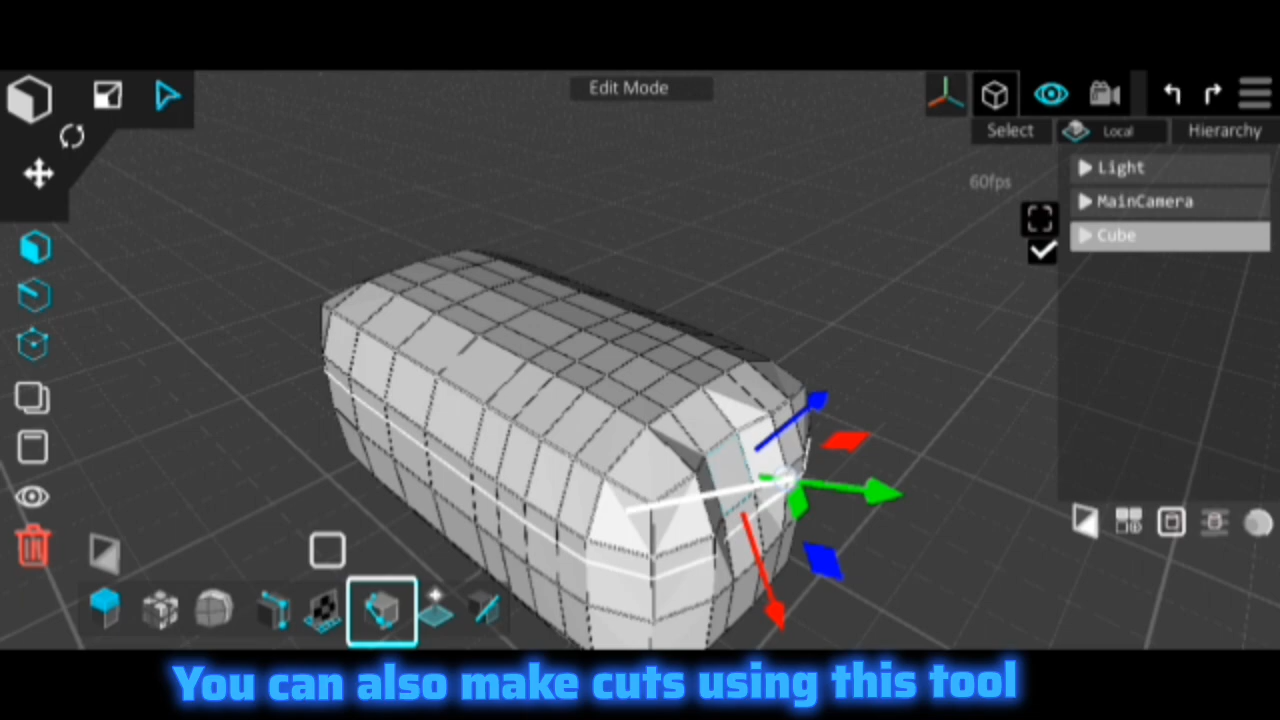 Edit Mode
Select
Local
Hierarchy
60fps
Light
MainCamera
Cube
You can also make cuts using this tool